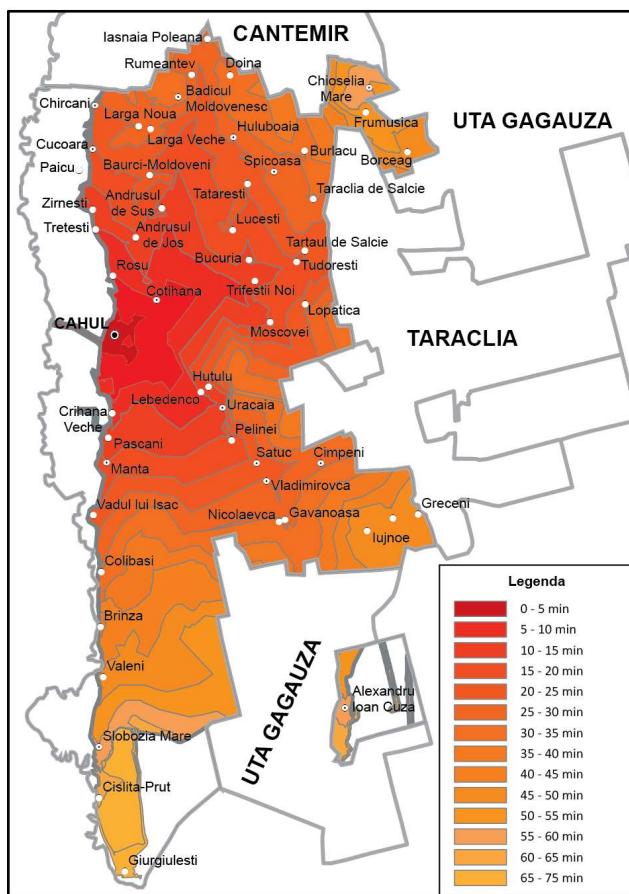 CANTEMIR
Iasnaia Poleana
Rumeantev
Doina
Badicul
Moldovenesc
Chioselia
Mare
Chircani
Larga Noua
Huluboaia
Frumusica
UTA GAGAUZA
Larga Veche
Cucoara
Burlacu
Borceag
Paicu
Baurci-Moldoveni
Spicoasa
Tataresti
Taraclia de Salcie
Zirnesti
Andrusul
de Sus
Tretesti
Andrusul
de Jos
Lucesti
Tartaul de Salcie
Bucuria
Tudoresti
Rosu
Cotihana
Trifestii Noi
Lopatica
CAHUL
Moscovei
TARACLIA
Hutulu
Lebedenco
Uracaia
Crihana
Veche
Pelinei
Pascani
Satuc
Cimpeni
Manta
Vladimirovca
Vadul lui Isac
Nicolaevca
Gavanoasa
Greceni
Iujnoe
Colibasi
Brinza
Valeni
UTA GAGAUZA
Alexandru
Ioan Cuza
Slobozia Mare
Cislita-Prut
Giurgiulesti
Legenda
0 - 5 min
5 - 10 min
10 - 15 min
15 - 20 min
20 - 25 min
25 - 30 min
30 - 35 min
35 - 40 min
40 - 45 min
45 - 50 min
50 - 55 min
55 - 60 min
60 - 65 min
65 - 75 min